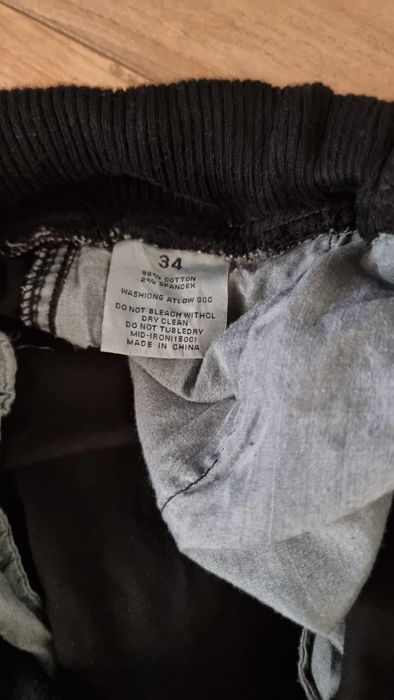 34
98% COTTON
2% SPANDEX
WASHIONG ATLOW 30C
DO NOT BLEACH WITHCL
DRY CLEAN
DO NOT TUBLEDRY
MID-IRON(150C)
MADE IN CHINA